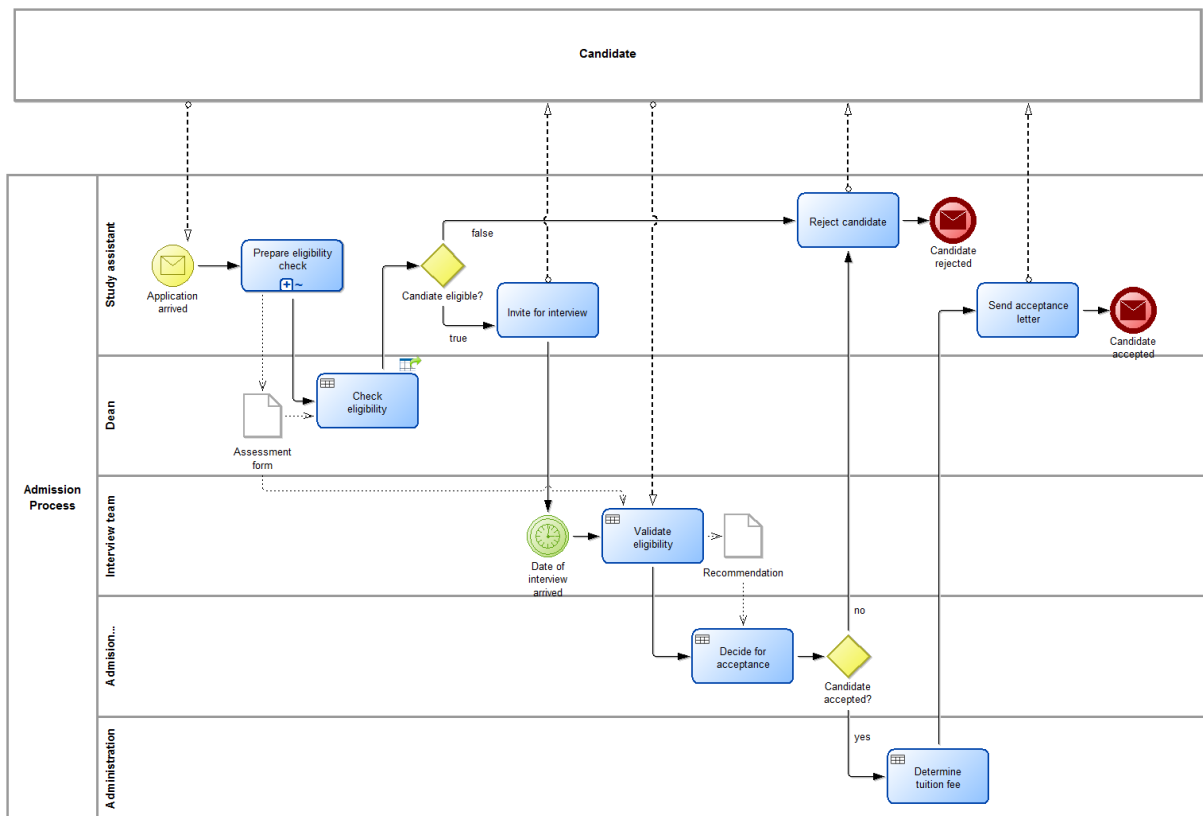 Candidate
Admission
Process
Study assistant
Application
arrived
Prepare eligibility
check
Candiate eligible?
false
true
Invite for interview
Reject candidate
Candidate
rejected
Send acceptance
letter
Candidate
accepted
Dean
Assessment
form
Check
eligibility
Interview team
Date of
interview
arrived
Validate
eligibility
Recommendation
Admision...
Decide for
acceptance
Candidate
accepted?
no
yes
Administration
Determine
tuition fee